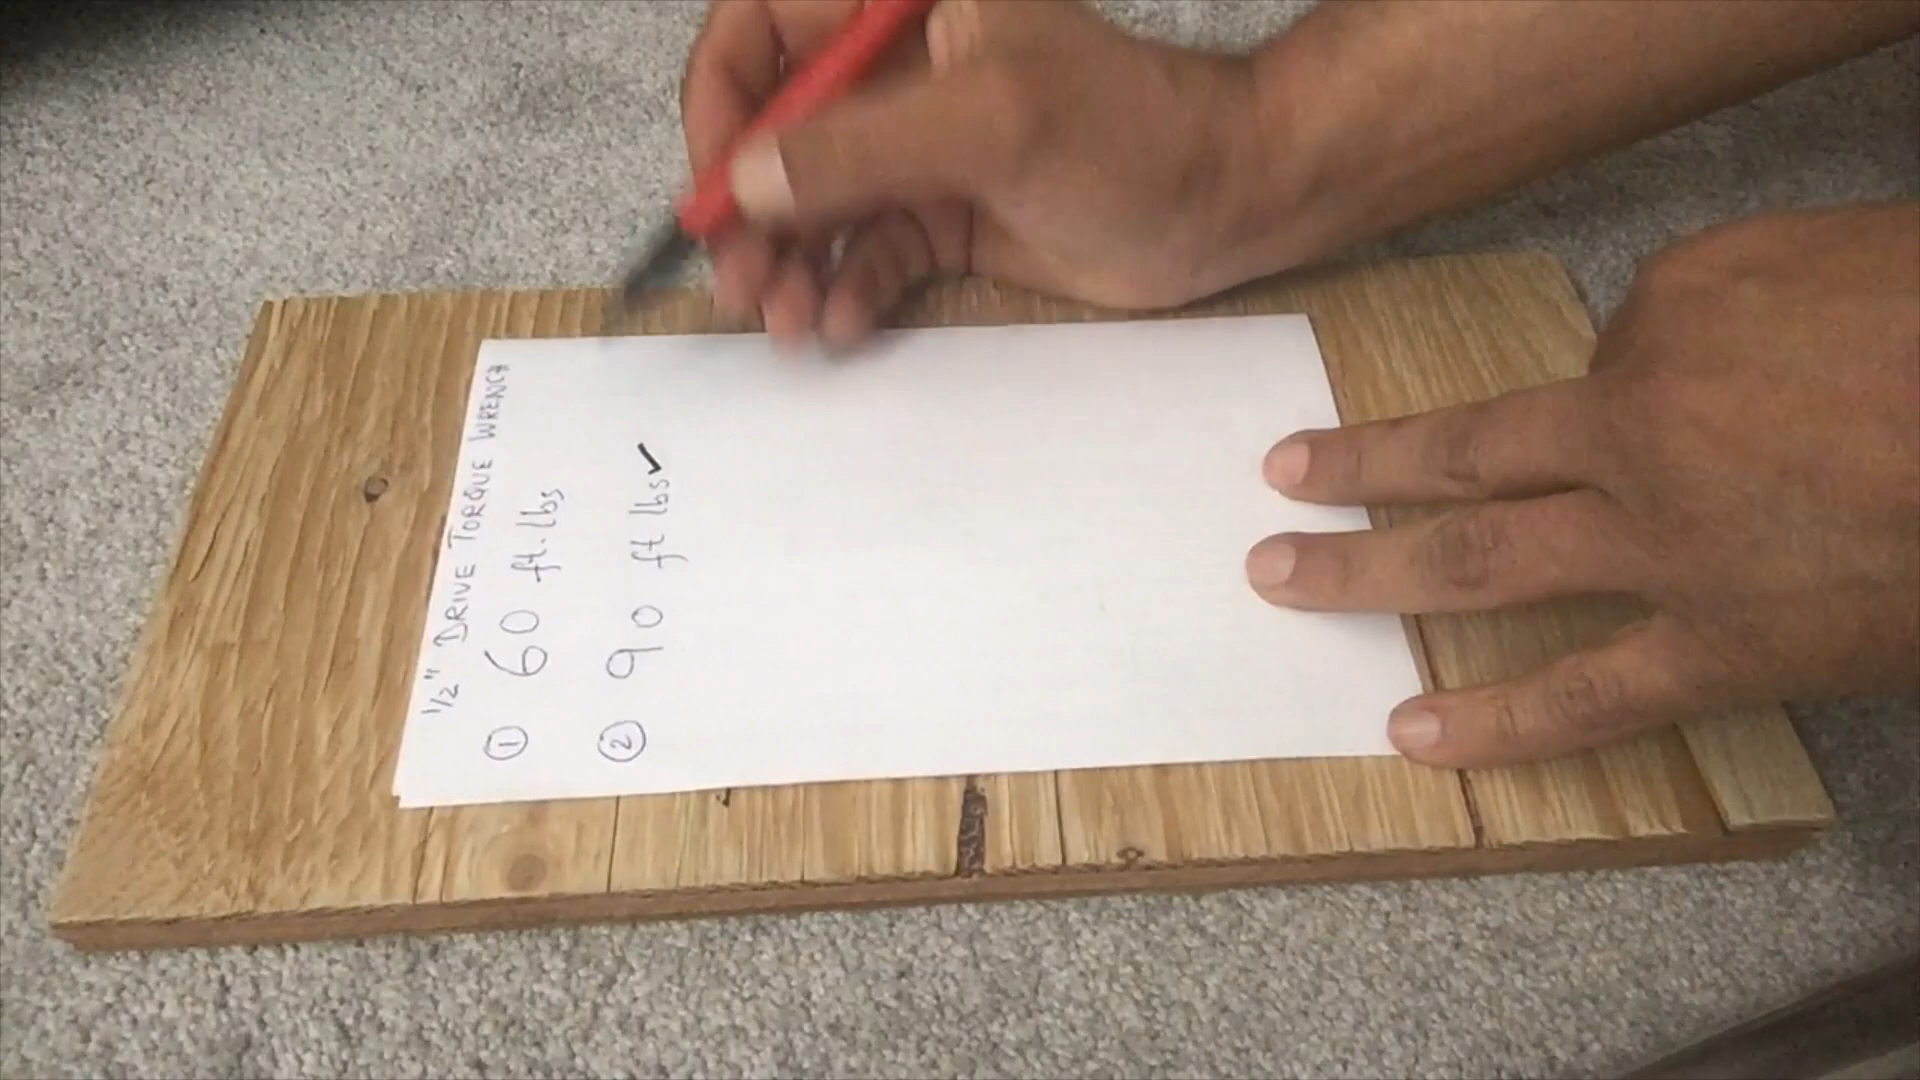 1/2" DRIVE TORQUE WRENCH
① 60 ft.lbs
② 90 ft lbs✓